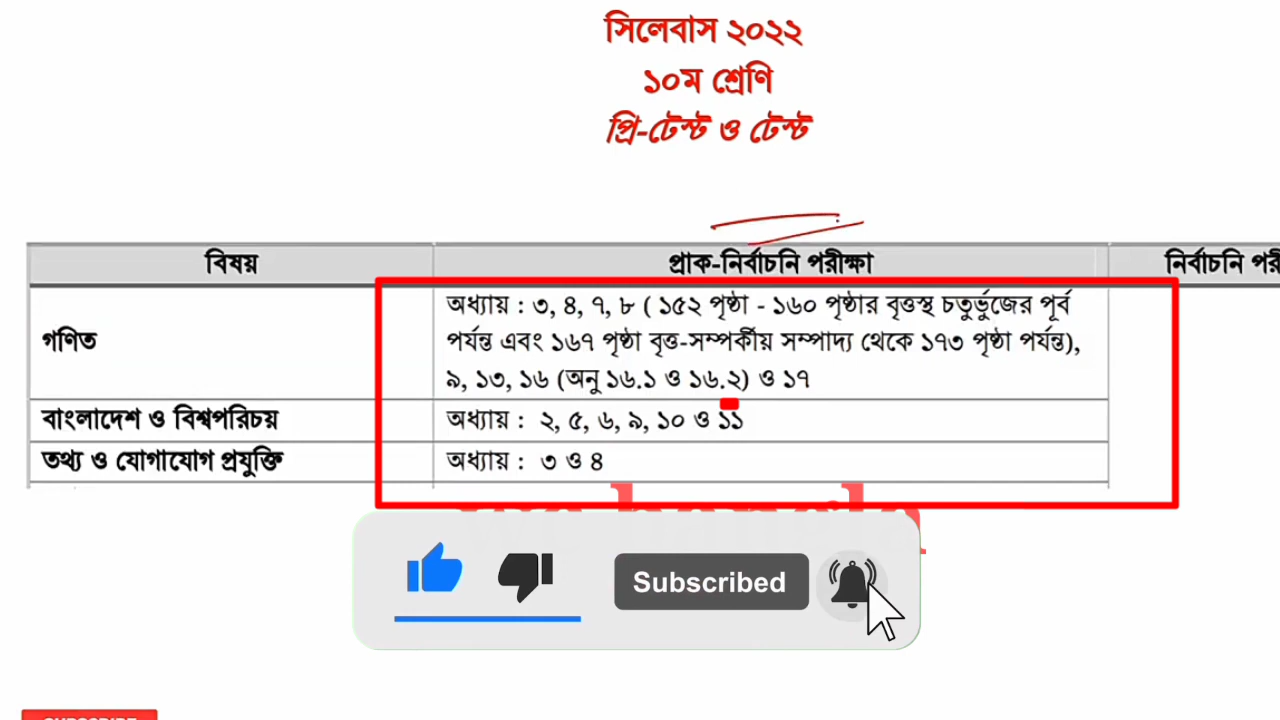 সিলেবাস ২০২২
১০ম শ্রেণি
প্রি-টেস্ট ও টেস্ট
বিষয় প্রাক-নির্বাচনি পরীক্ষা নির্বাচনি
গণিত
অধ্যায় : ৩, ৪, ৭, ৮ ( ১৫২ পৃষ্ঠা - ১৬০ পৃষ্ঠার বৃত্তস্থ চতুর্ভুজের পূর্ব
পর্যন্ত এবং ১৬৭ পৃষ্ঠা বৃত্ত-সম্পর্কীয় সম্পাদ্য থেকে ১৭৩ পৃষ্ঠা পর্যন্ত),
৯, ১৩, ১৬ (অনু ১৬.১ ও ১৬.২) ও ১৭
বাংলাদেশ ও বিশ্বপরিচয় অধ্যায় : ২, ৫, ৬, ৯, ১০ ও ১১
তথ্য ও যোগাযোগ প্রযুক্তি অধ্যায় : ৩ ও ৪
Subscribed